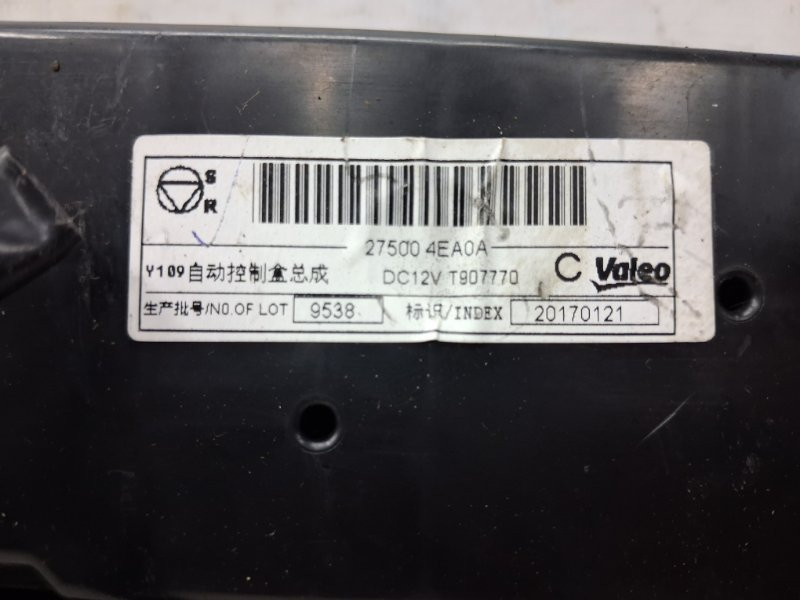 S
R
27500 4EA0A
Y109自动控制盒总成 DC12V T907770 C Valeo
生产批号/NO.OF LOT 9538 标识/INDEX 20170121